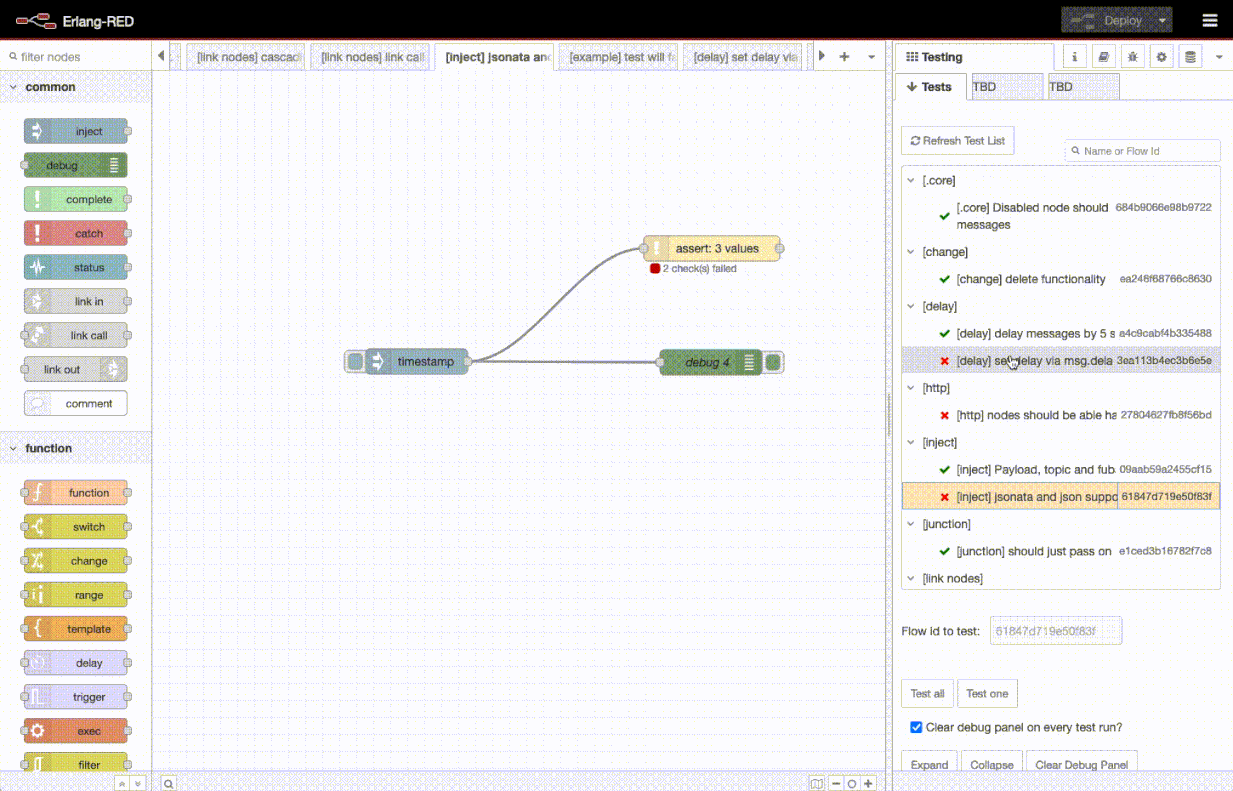 Erlang-RED
Deploy
filter nodes
[link nodes] cascad
[link nodes] link call
[inject] jsonata and
[example] test will fa
[delay] set delay via
Testing
i
Tests
TBD
TBD
common
inject
debug
complete
catch
status
link in
link call
link out
comment
function
function
switch
change
range
template
delay
trigger
exec
filter
assert: 3 values
2 check(s) failed
timestamp
debug 4
Refresh Test List
Name or Flow Id
[.core]
[.core] Disabled node should 684b9066e98b9722
messages
[change]
[change] delete functionality ea246f68766c8630
[delay]
[delay] delay messages by 5 s a4c9cabf4b335488
[delay] set delay via msg.dela 3ea113b4ec3b6e5e
[http]
[http] nodes should be able ha 27804627fb8f56bd
[inject]
[inject] Payload, topic and fub 09aab59a2455cf15
[inject] jsonata and json suppo 61847d719e50f83f
[junction]
[junction] should just pass on e1ced3b16782f7c8
[link nodes]
Flow id to test: 61847d719e50f83f
Test all
Test one
Clear debug panel on every test run?
Expand
Collapse
Clear Debug Panel